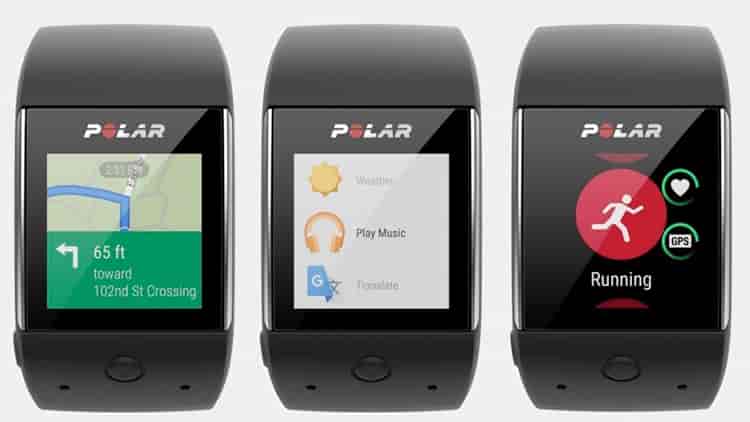 POLAR
65 ft
toward
102nd St Crossing
POLAR
Weather
Play Music
G
Translate
POLAR
GPS
Running